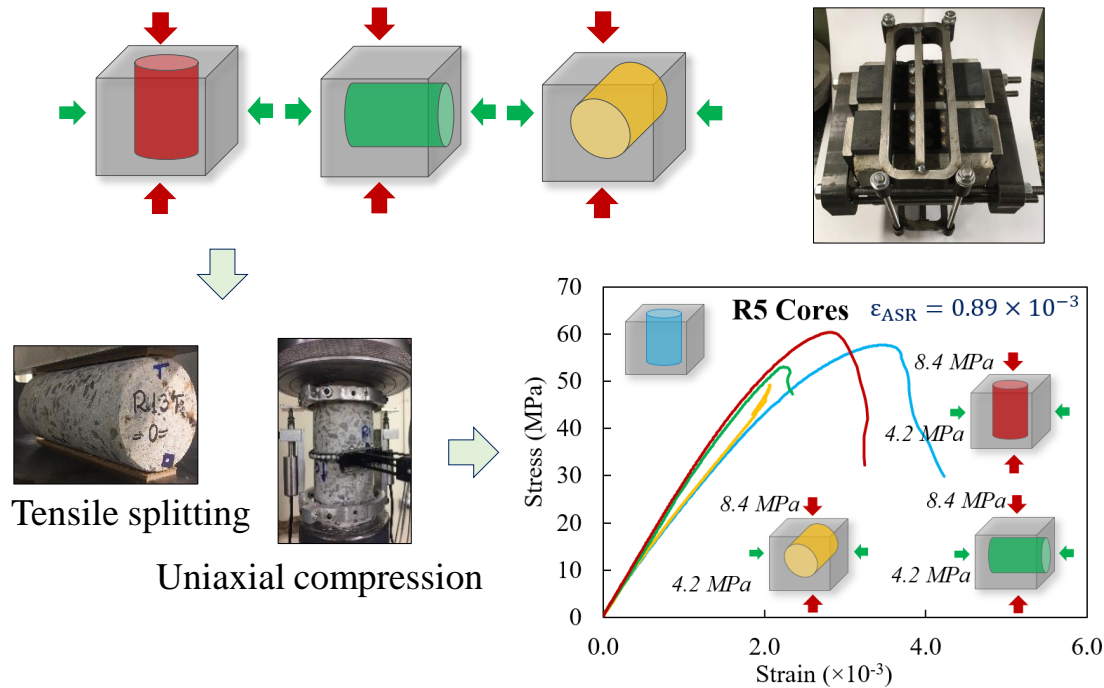 R5 Cores
ε_ASR = 0.89 × 10⁻³
70
60
50
40
30
20
10
0
Stress (MPa)
0.0
2.0
4.0
6.0
Strain (×10⁻³)
8.4 MPa
4.2 MPa
8.4 MPa
4.2 MPa
8.4 MPa
4.2 MPa
=0=
Tensile splitting
Uniaxial compression